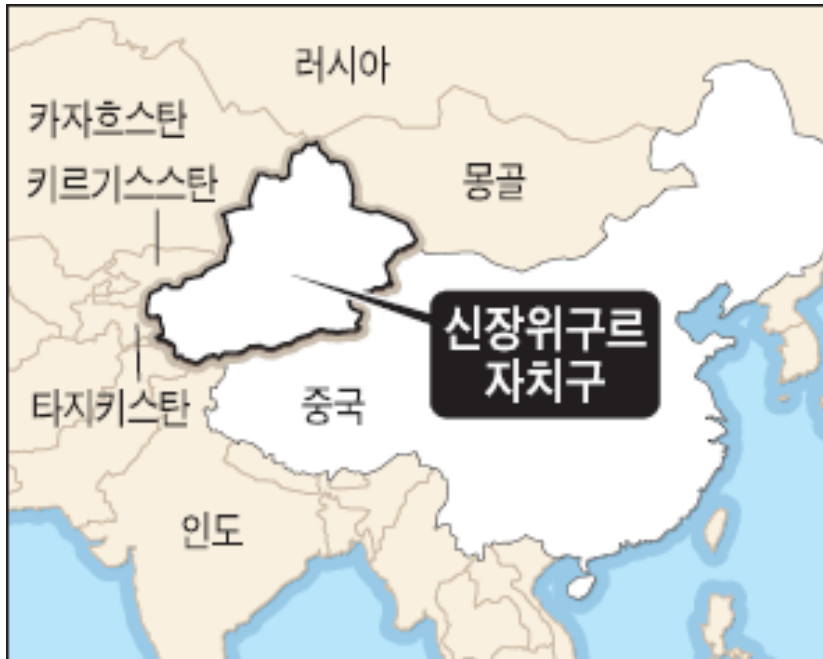 러시아
카자흐스탄
키르기스스탄
몽골
신장위구르
자치구
타지키스탄
중국
인도